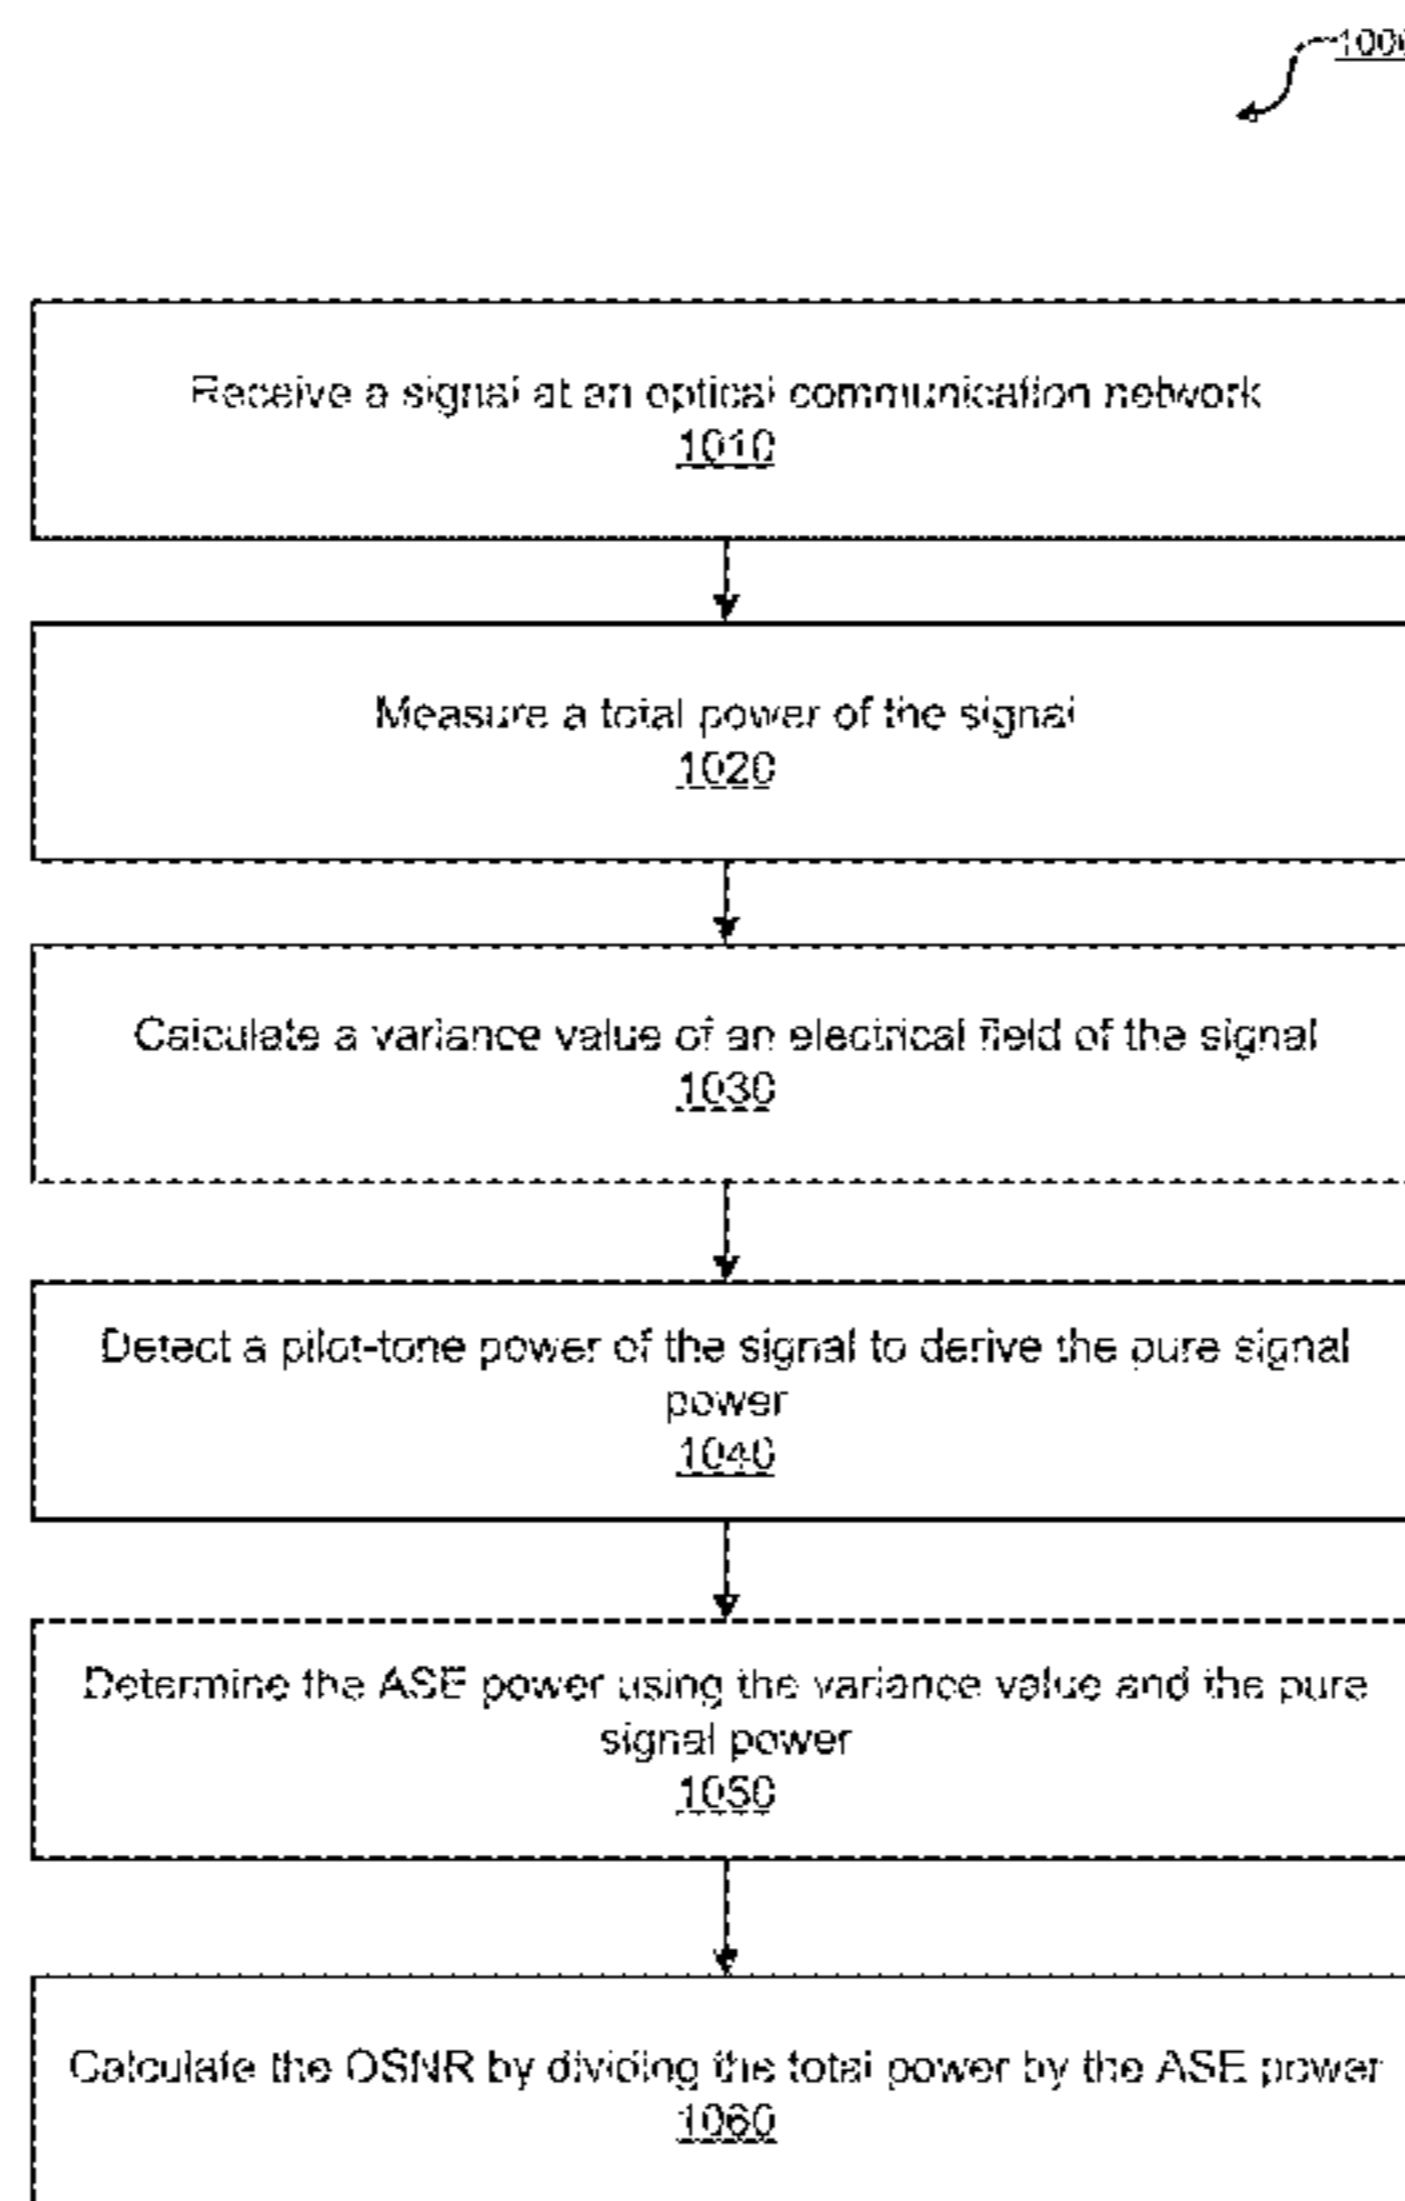 1000
Receive a signal at an optical communication network
1010
Measure a total power of the signal
1020
Calculate a variance value of an electrical field of the signal
1030
Detect a pilot-tone power of the signal to derive the pure signal
power
1040
Determine the ASE power using the variance value and the pure
signal power
1050
Calculate the OSNR by dividing the total power by the ASE power
1060